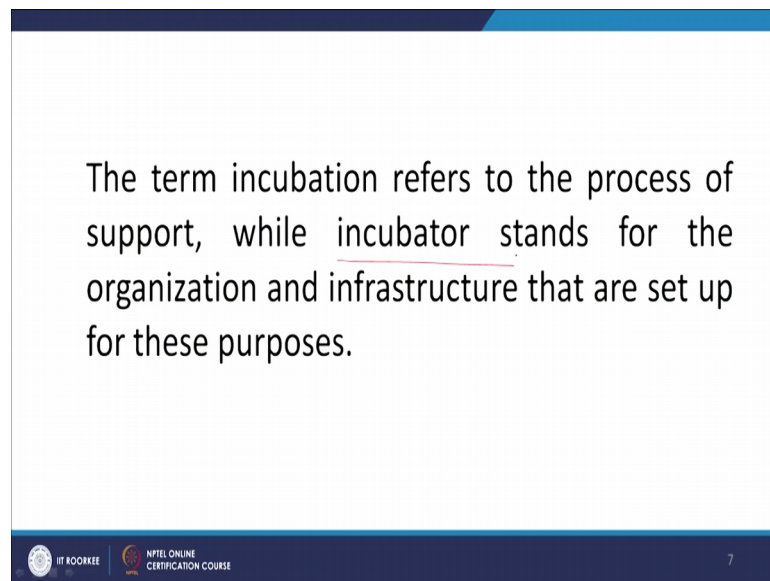 The term incubation refers to the process of
support, while incubator stands for the
organization and infrastructure that are set up
for these purposes.
IIT ROORKEE
NPTEL ONLINE
CERTIFICATION COURSE
7